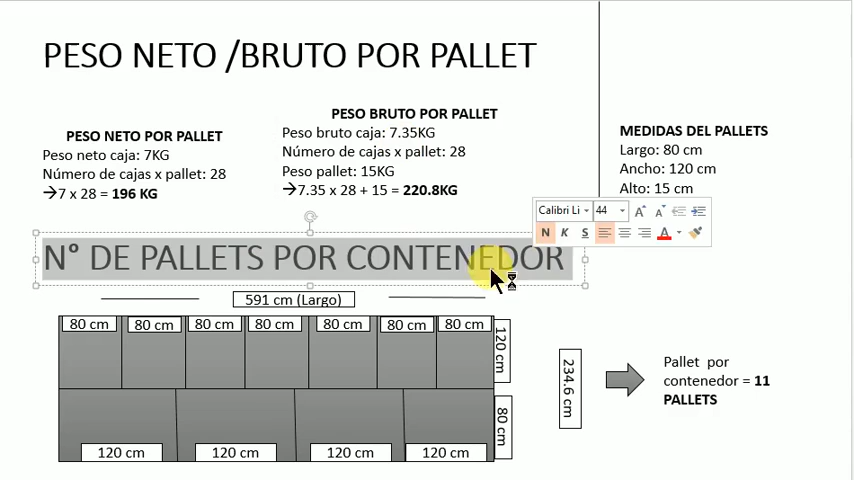 PESO NETO /BRUTO POR PALLET
PESO NETO POR PALLET
Peso neto caja: 7KG
Número de cajas x pallet: 28
→7 x 28 = 196 KG
PESO BRUTO POR PALLET
Peso bruto caja: 7.35KG
Número de cajas x pallet: 28
Peso pallet: 15KG
→7.35 x 28 + 15 = 220.8KG
MEDIDAS DEL PALLETS
Largo: 80 cm
Ancho: 120 cm
Alto: 15 cm
Calibri Li 44 A A
N K S A
N° DE PALLETS POR CONTENEDOR
591 cm (Largo)
80 cm 80 cm 80 cm 80 cm 80 cm 80 cm 80 cm
120 cm
80 cm
120 cm 120 cm 120 cm 120 cm
234.6 cm
Pallet por
contenedor = 11
PALLETS